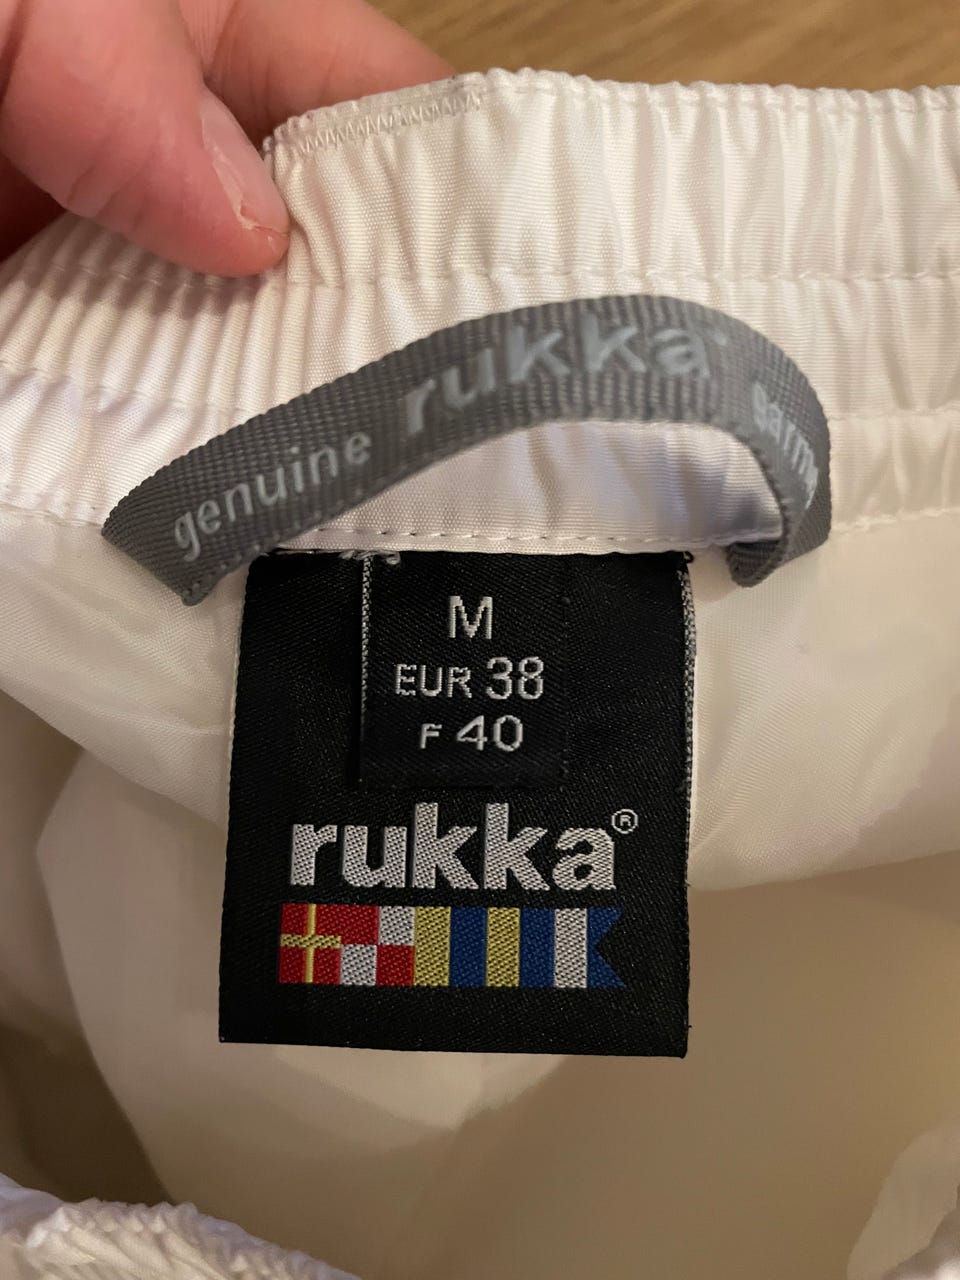 genuine rukka
M
EUR 38
F 40
rukka®